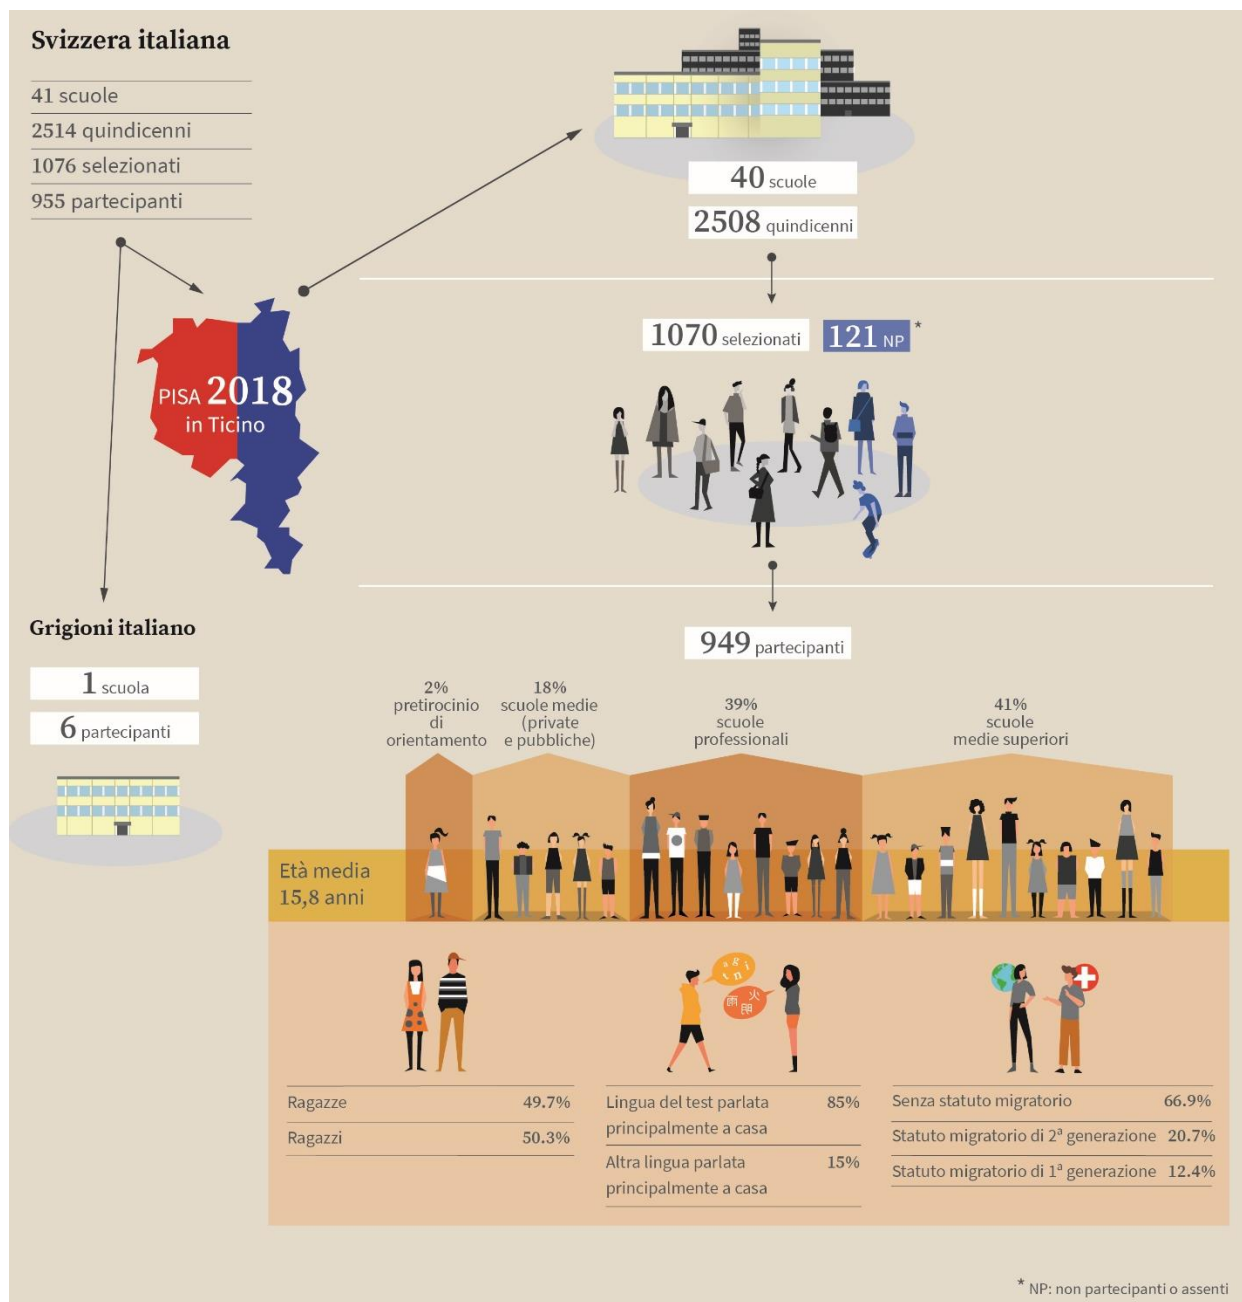 Svizzera italiana
41 scuole
2514 quindicenni
1076 selezionati
955 partecipanti
40 scuole
2508 quindicenni
1070 selezionati
121 NP *
PISA 2018
in Ticino
949 partecipanti
Grigioni italiano
1 scuola
6 partecipanti
2%
pretirocinio
di
orientamento
18%
scuole medie
(private
e pubbliche)
39%
scuole
professionali
41%
scuole
medie superiori
Età media
15,8 anni
a g i
t n
火
雨
明
Ragazze 49.7%
Ragazzi 50.3%
Lingua del test parlata 85%
principalmente a casa
Altra lingua parlata 15%
principalmente a casa
Senza statuto migratorio 66.9%
Statuto migratorio di 2ª generazione 20.7%
Statuto migratorio di 1ª generazione 12.4%
* NP: non partecipanti o assenti